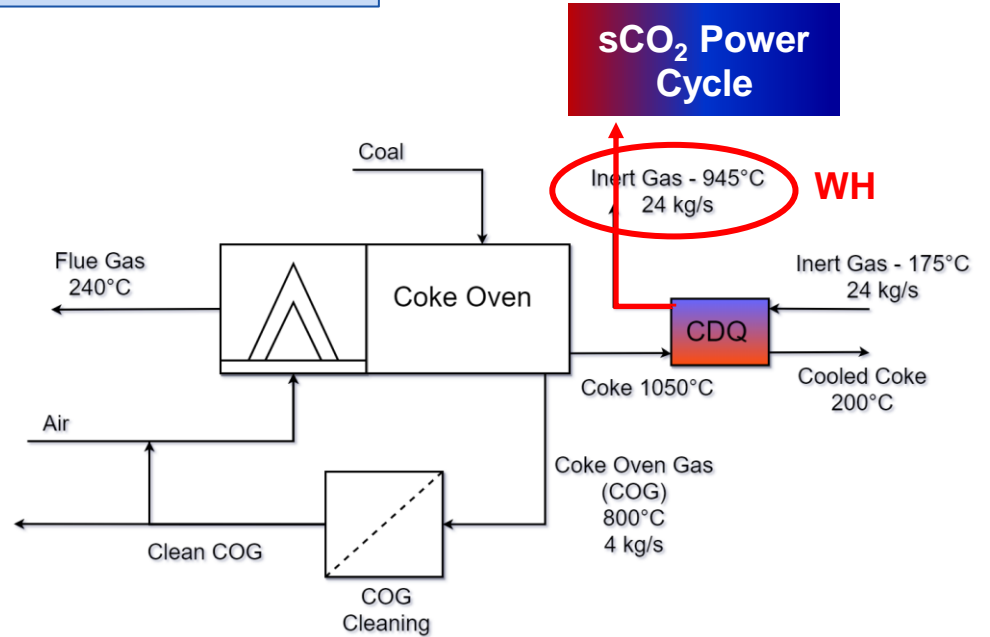 sCO₂ Power
Cycle
Coal
Inert Gas - 945°C
24 kg/s
WH
Flue Gas
240°C
Coke Oven
Inert Gas - 175°C
24 kg/s
CDQ
Coke 1050°C
Cooled Coke
200°C
Air
Coke Oven Gas
(COG)
800°C
4 kg/s
Clean COG
COG
Cleaning